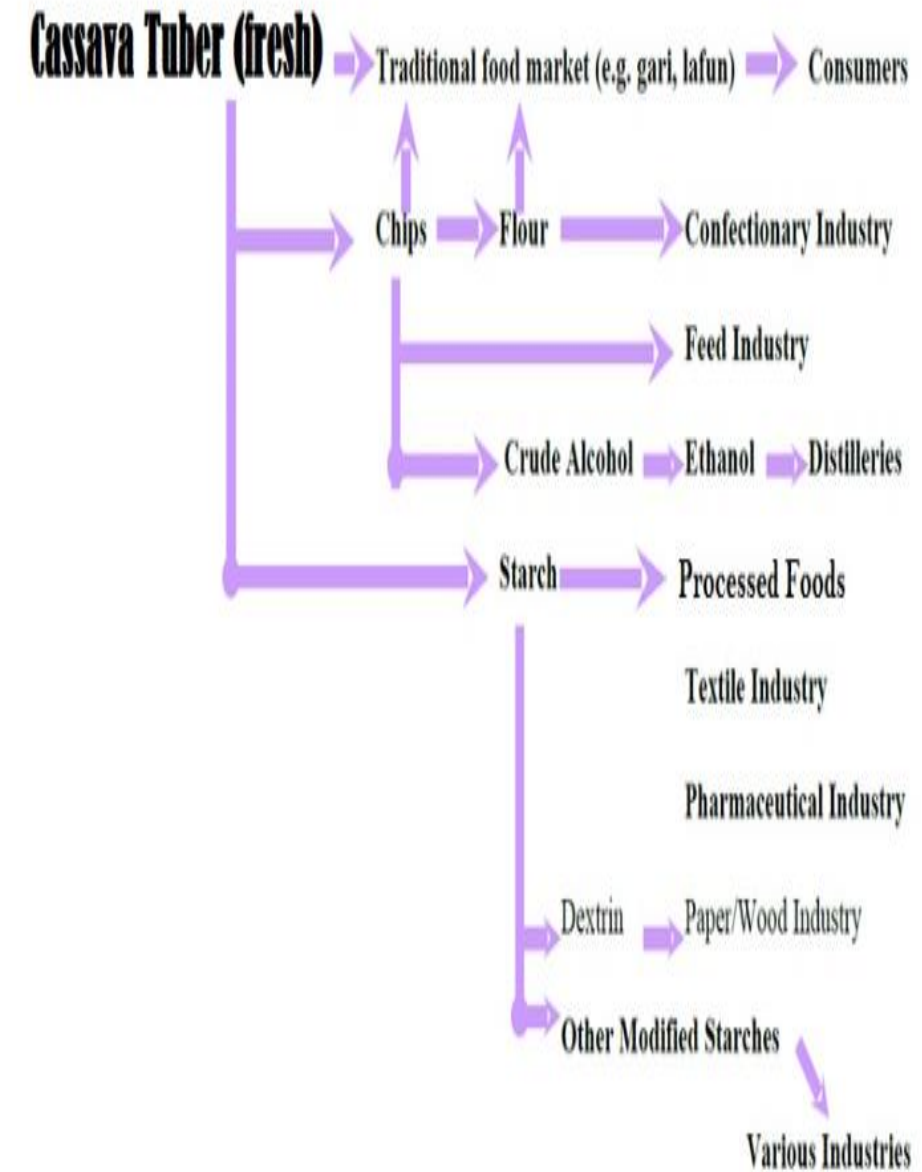 Cassava Tuber (fresh)
Traditional food market (e.g. gari, lafun)
Consumers
Chips
Flour
Confectionary Industry
Feed Industry
Crude Alcohol
Ethanol
Distilleries
Starch
Processed Foods
Textile Industry
Pharmaceutical Industry
Dextrin
Paper/Wood Industry
Other Modified Starches
Various Industries